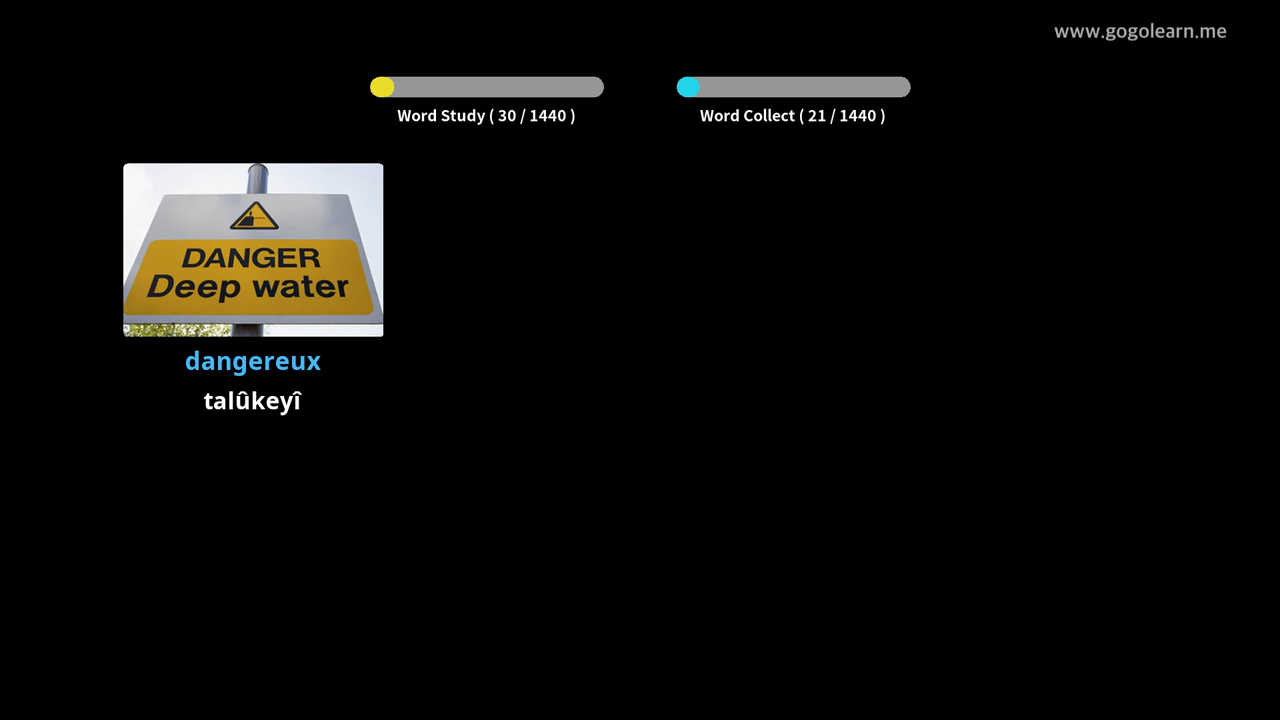 www.gogolearn.me
Word Study ( 30 / 1440 )
Word Collect ( 21 / 1440 )
DANGER
Deep water
dangereux
talûkeyî